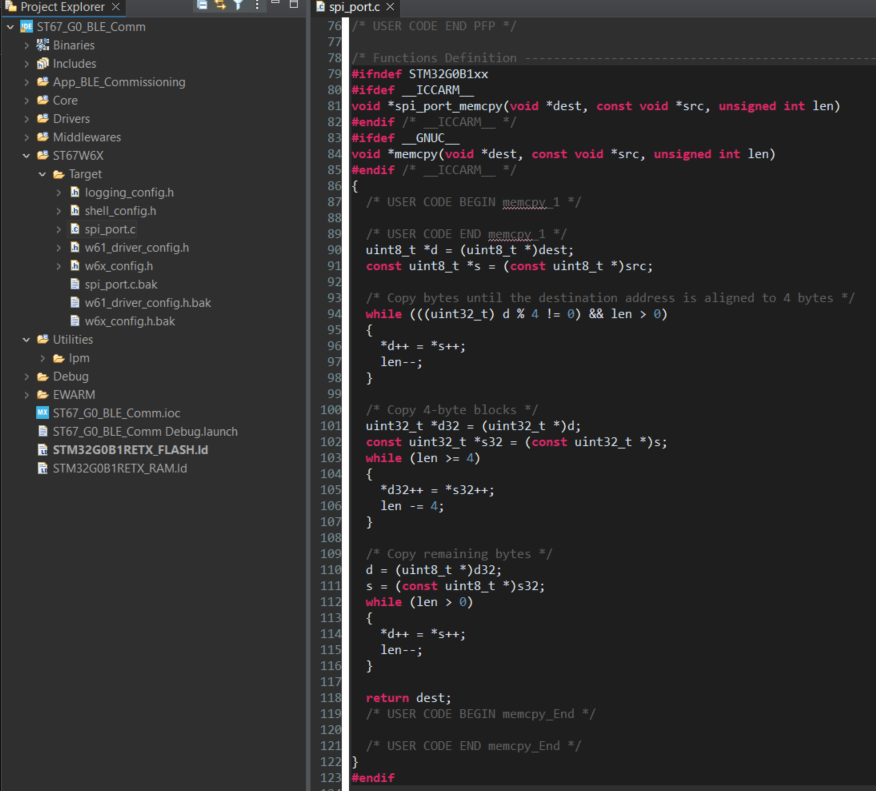 Project Explorer
ST67_G0_BLE_Comm
Binaries
Includes
App_BLE_Commissioning
Core
Drivers
Middlewares
ST67W6X
Target
logging_config.h
shell_config.h
spi_port.c
w61_driver_config.h
w6x_config.h
spi_port.c.bak
w61_driver_config.h.bak
w6x_config.h.bak
Utilities
lpm
Debug
EWARM
MX ST67_G0_BLE_Comm.ioc
ST67_G0_BLE_Comm Debug.launch
STM32G0B1RETX_FLASH.ld
STM32G0B1RETX_RAM.ld
spi_port.c
76 /* USER CODE END PFP */
77
78 /* Functions Definition ------------------------------------------------
79 #ifndef STM32G0B1xx
80 #ifdef __ICCARM__
81 void *spi_port_memcpy(void *dest, const void *src, unsigned int len)
82 #endif /* __ICCARM__ */
83 #ifdef __GNUC__
84 void *memcpy(void *dest, const void *src, unsigned int len)
85 #endif /* __ICCARM__ */
86 {
87   /* USER CODE BEGIN memcpy_1 */
88
89   /* USER CODE END memcpy_1 */
90   uint8_t *d = (uint8_t *)dest;
91   const uint8_t *s = (const uint8_t *)src;
92
93   /* Copy bytes until the destination address is aligned to 4 bytes */
94   while (((uint32_t) d % 4 != 0) && len > 0)
95   {
96     *d++ = *s++;
97     len--;
98   }
99
100   /* Copy 4-byte blocks */
101   uint32_t *d32 = (uint32_t *)d;
102   const uint32_t *s32 = (const uint32_t *)s;
103   while (len >= 4)
104   {
105     *d32++ = *s32++;
106     len -= 4;
107   }
108
109   /* Copy remaining bytes */
110   d = (uint8_t *)d32;
111   s = (const uint8_t *)s32;
112   while (len > 0)
113   {
114     *d++ = *s++;
115     len--;
116   }
117
118   return dest;
119   /* USER CODE BEGIN memcpy_End */
120
121   /* USER CODE END memcpy_End */
122 }
123 #endif